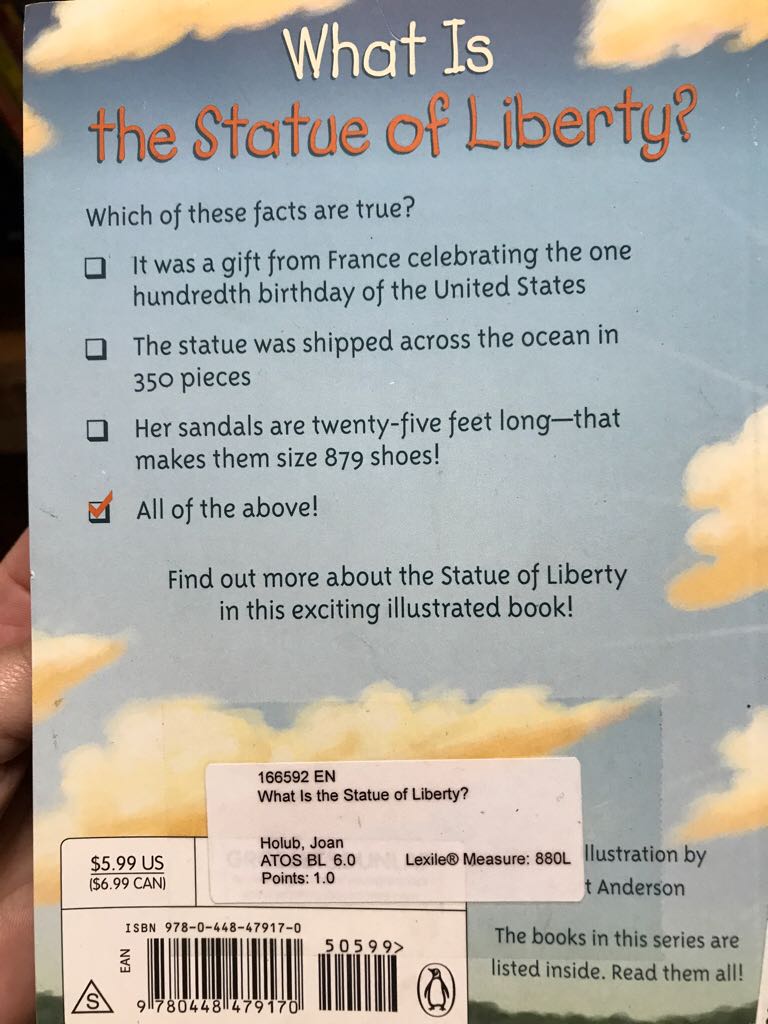 What Is
the Statue of Liberty?
Which of these facts are true?
It was a gift from France celebrating the one
hundredth birthday of the United States
The statue was shipped across the ocean in
350 pieces
Her sandals are twenty-five feet long—that
makes them size 879 shoes!
All of the above!
Find out more about the Statue of Liberty
in this exciting illustrated book!
166592 EN
What Is the Statue of Liberty?
Holub, Joan
ATOS BL 6.0 Lexile® Measure: 880L
Points: 1.0
$5.99 US
($6.99 CAN)
llustration by
t Anderson
ISBN 978-0-448-47917-0
50599>
EAN
S
9 780448 479170
The books in this series are
listed inside. Read them all!